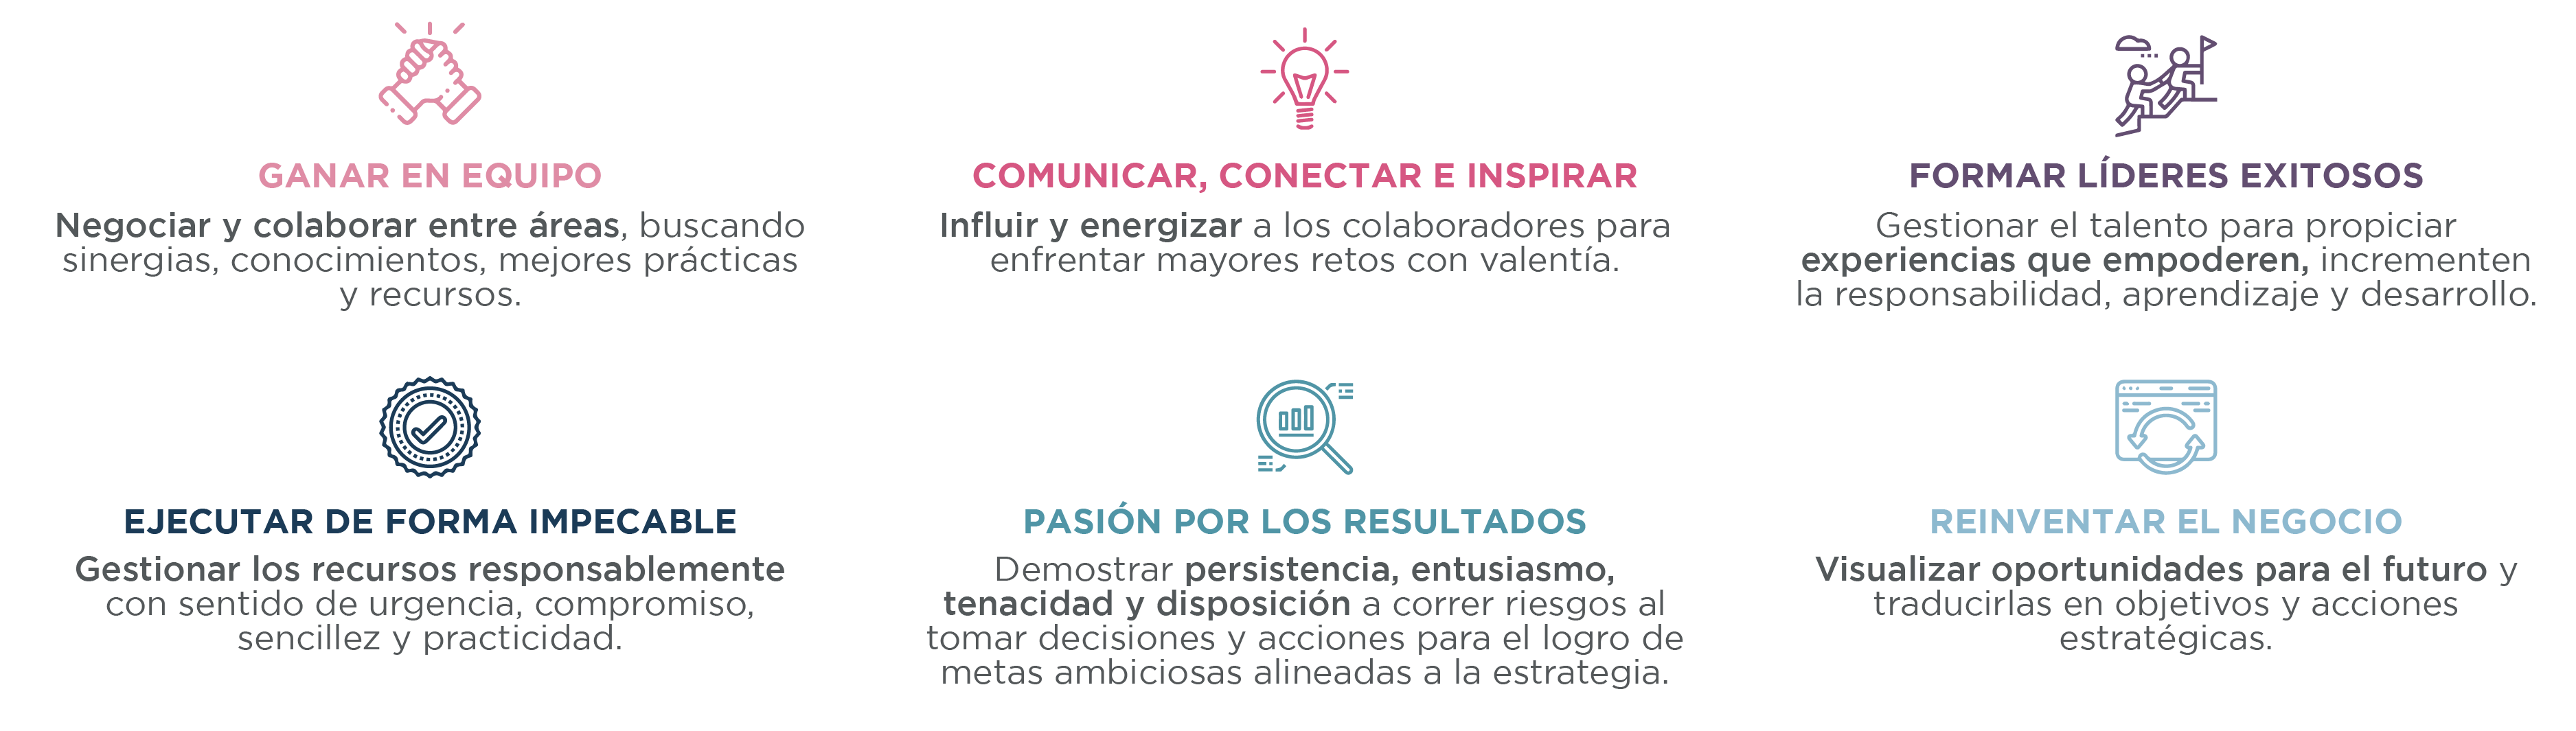 GANAR EN EQUIPO
Negociar y colaborar entre áreas, buscando
sinergias, conocimientos, mejores prácticas
y recursos.
COMUNICAR, CONECTAR E INSPIRAR
Influir y energizar a los colaboradores para
enfrentar mayores retos con valentía.
FORMAR LÍDERES EXITOSOS
Gestionar el talento para propiciar
experiencias que empoderen, incrementen
la responsabilidad, aprendizaje y desarrollo.
EJECUTAR DE FORMA IMPECABLE
Gestionar los recursos responsablemente
con sentido de urgencia, compromiso,
sencillez y practicidad.
PASIÓN POR LOS RESULTADOS
Demostrar persistencia, entusiasmo,
tenacidad y disposición a correr riesgos al
tomar decisiones y acciones para el logro de
metas ambiciosas alineadas a la estrategia.
REINVENTAR EL NEGOCIO
Visualizar oportunidades para el futuro y
traducirlas en objetivos y acciones
estratégicas.